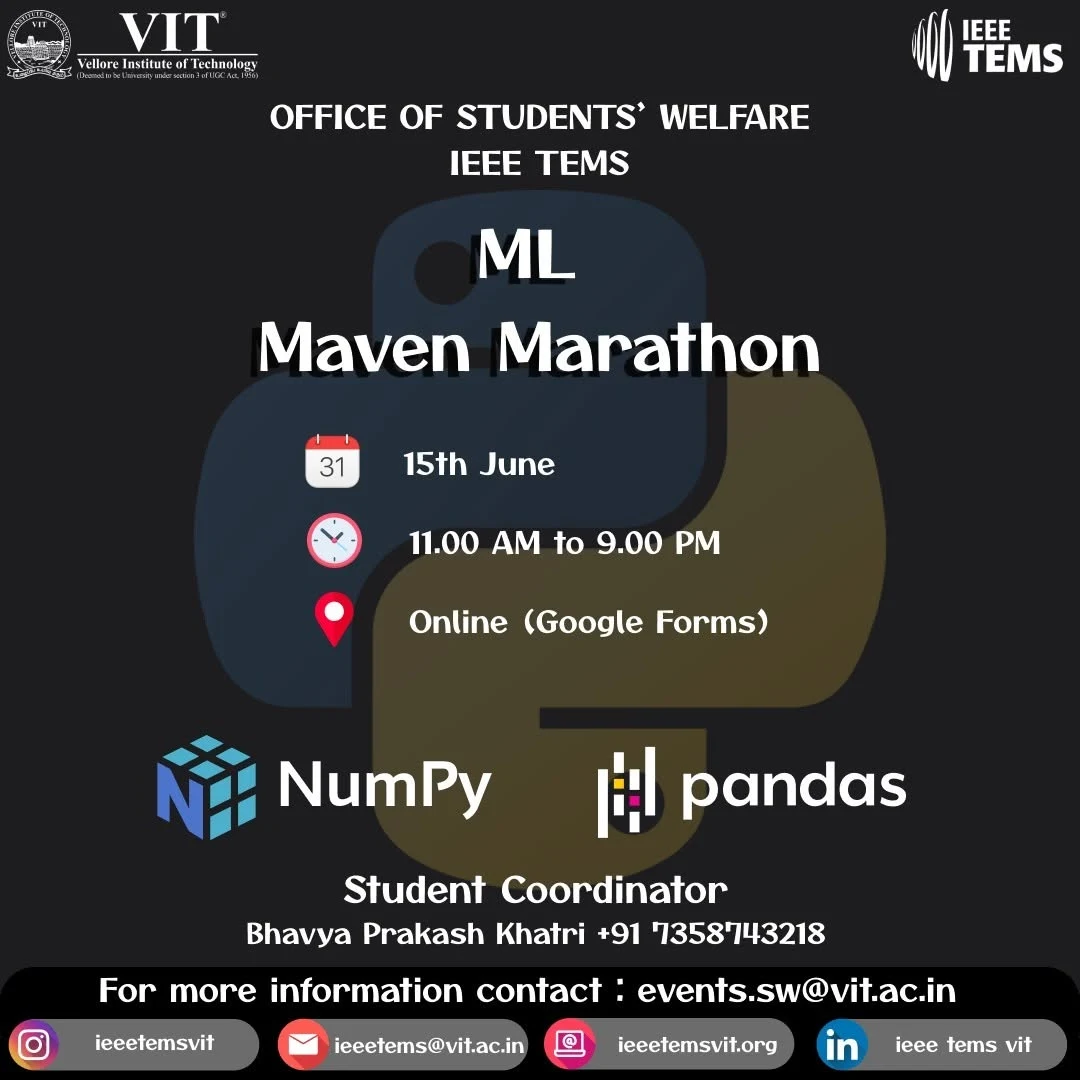 VIT
VIT®
Vellore Institute of Technology
(Deemed to be University under section 3 of UGC Act, 1956)
IEEE
TEMS
OFFICE OF STUDENTS' WELFARE
IEEE TEMS
ML
Maven Marathon
31
15th June
11.00 AM to 9.00 PM
Online (Google Forms)
N
NumPy
pandas
Student Coordinator
Bhavya Prakash Khatri +91 7358743218
For more information contact : events.sw@vit.ac.in
ieeetemsvit
ieeetems@vit.ac.in
ieeetemsvit.org
in
ieee tems vit